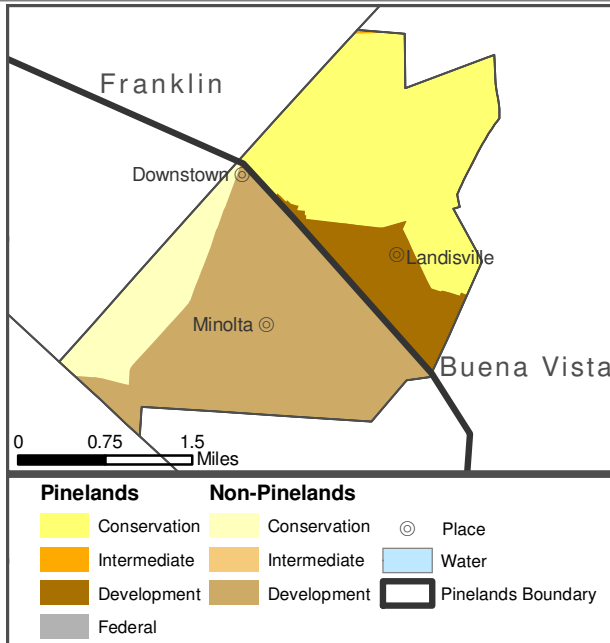 Franklin
Downstown
Landisville
Minolta
Buena Vista
0 0.75 1.5
Miles
Pinelands Non-Pinelands
Conservation Conservation Place
Intermediate Intermediate Water
Development Development Pinelands Boundary
Federal